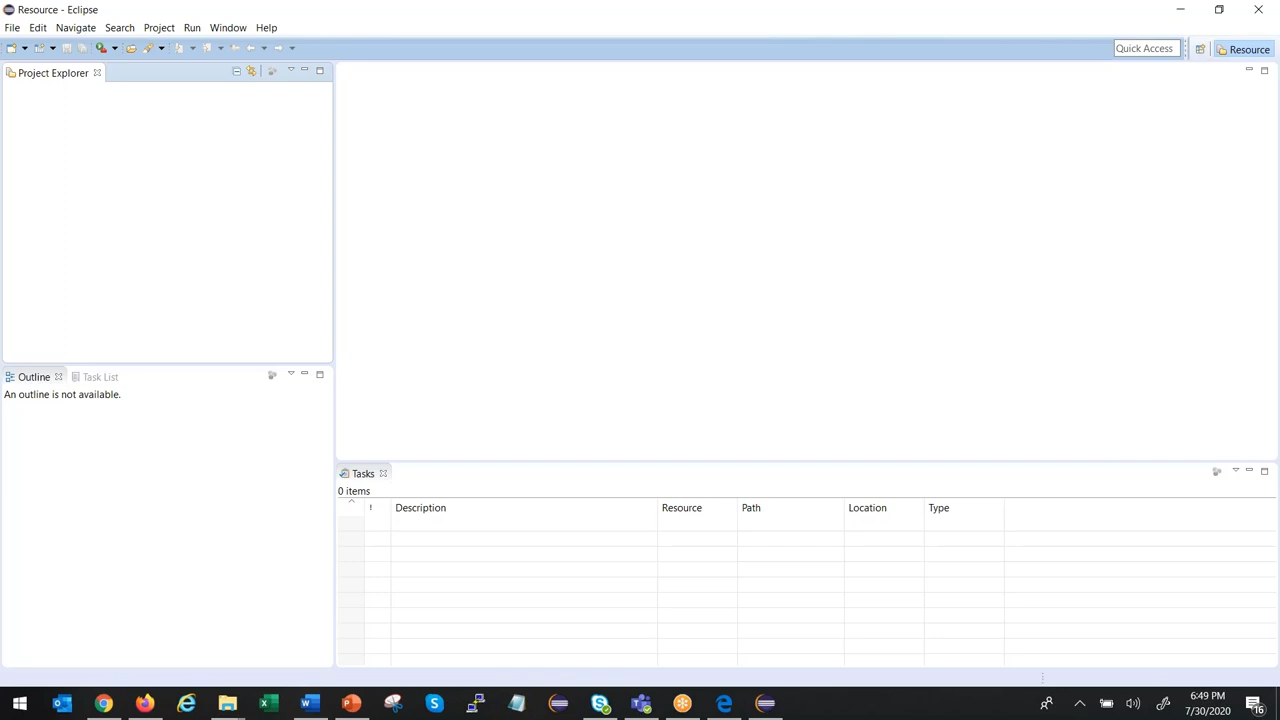 Resource - Eclipse
File Edit Navigate Search Project Run Window Help
Quick Access
Resource
Project Explorer
Outline Task List
An outline is not available.
Tasks
0 items
! Description Resource Path Location Type
6:49 PM
7/30/2020
16